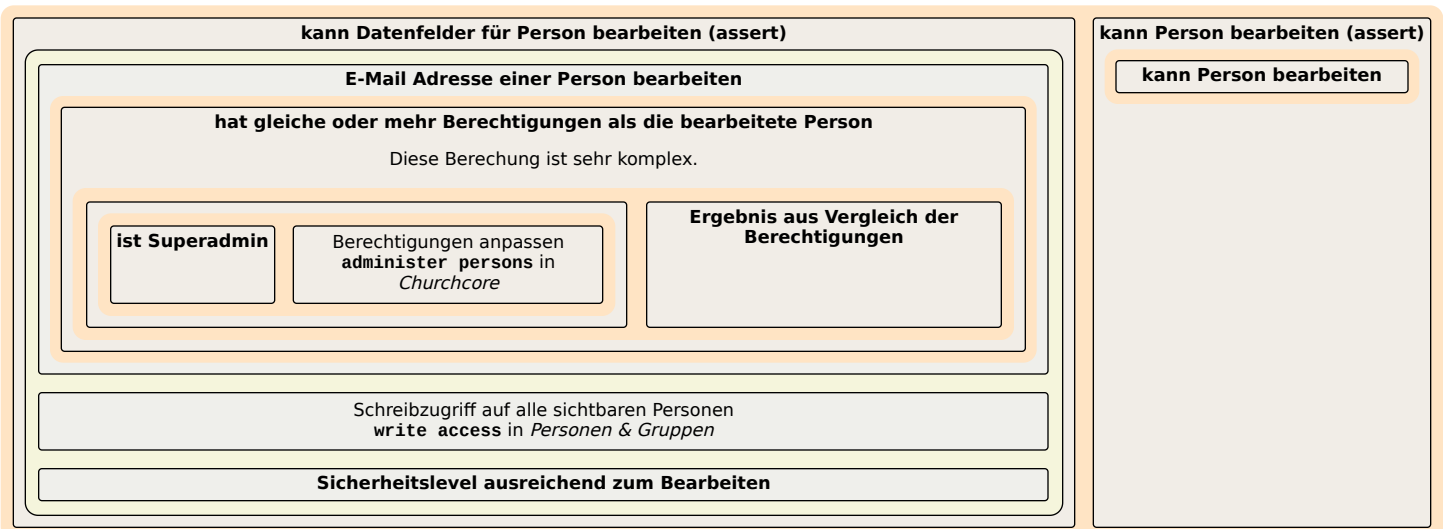 kann Datenfelder für Person bearbeiten (assert)
E-Mail Adresse einer Person bearbeiten
hat gleiche oder mehr Berechtigungen als die bearbeitete Person
Diese Berechung ist sehr komplex.
ist Superadmin
Berechtigungen anpassen
administer persons in
Churchcore
Ergebnis aus Vergleich der
Berechtigungen
Schreibzugriff auf alle sichtbaren Personen
write access in Personen & Gruppen
Sicherheitslevel ausreichend zum Bearbeiten
kann Person bearbeiten (assert)
kann Person bearbeiten